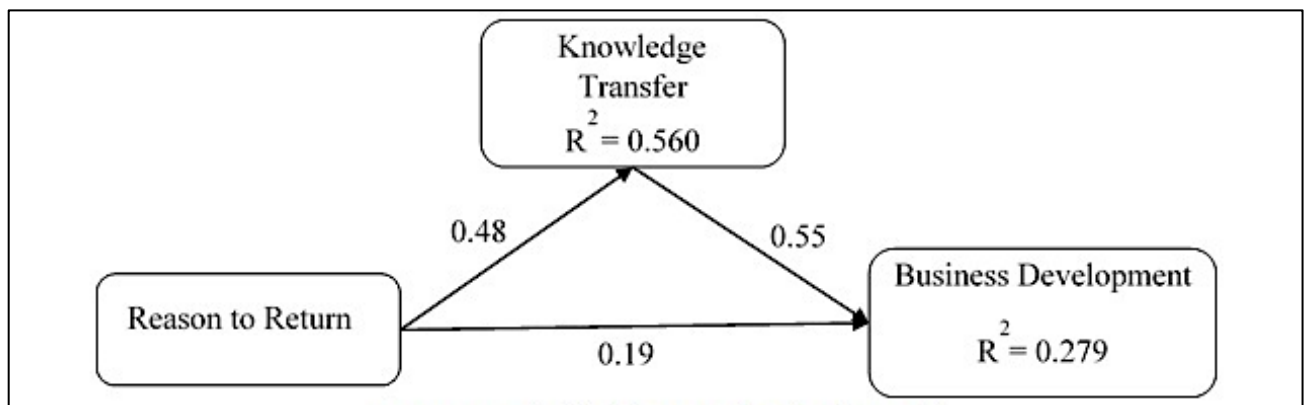 Knowledge
Transfer
R² = 0.560
0.48
0.55
Reason to Return
0.19
Business Development
R² = 0.279